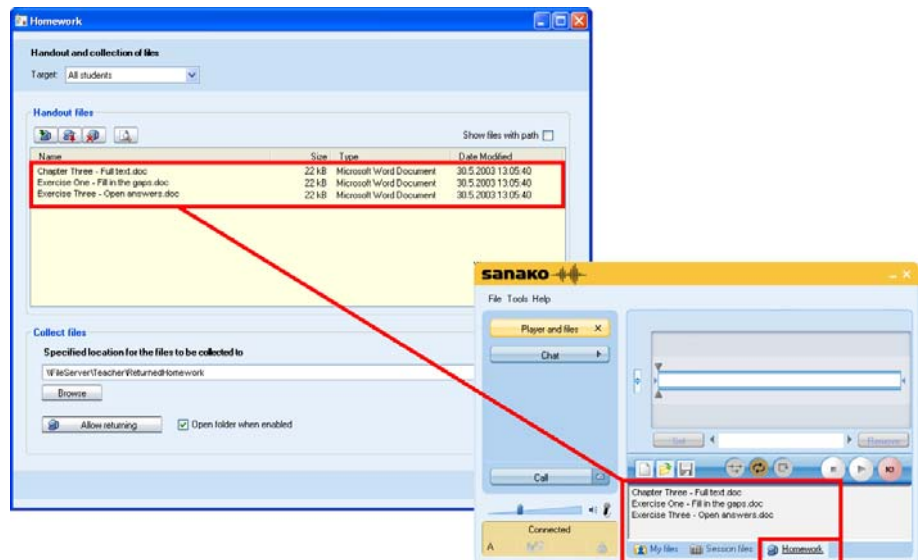 Homework
Handout and collection of files
Target: All students
Handout files
Show files with path
Name Size Type Date Modified
Chapter Three - Full text.doc 22 kB Microsoft Word Document 30.5.2003 13:05:40
Exercise One - Fill in the gaps.doc 22 kB Microsoft Word Document 30.5.2003 13:05:40
Exercise Three - Open answers.doc 22 kB Microsoft Word Document 30.5.2003 13:05:40
Collect files
Specified location for the files to be collected to
\\FileServer\Teacher\ReturnedHomework
Browse
Allow returning Open folder when enabled
sanako
File Tools Help
Player and files
Chat
Set Remove
Call
Connected
A
Chapter Three - Full text.doc
Exercise One - Fill in the gaps.doc
Exercise Three - Open answers.doc
My files Session files Homework